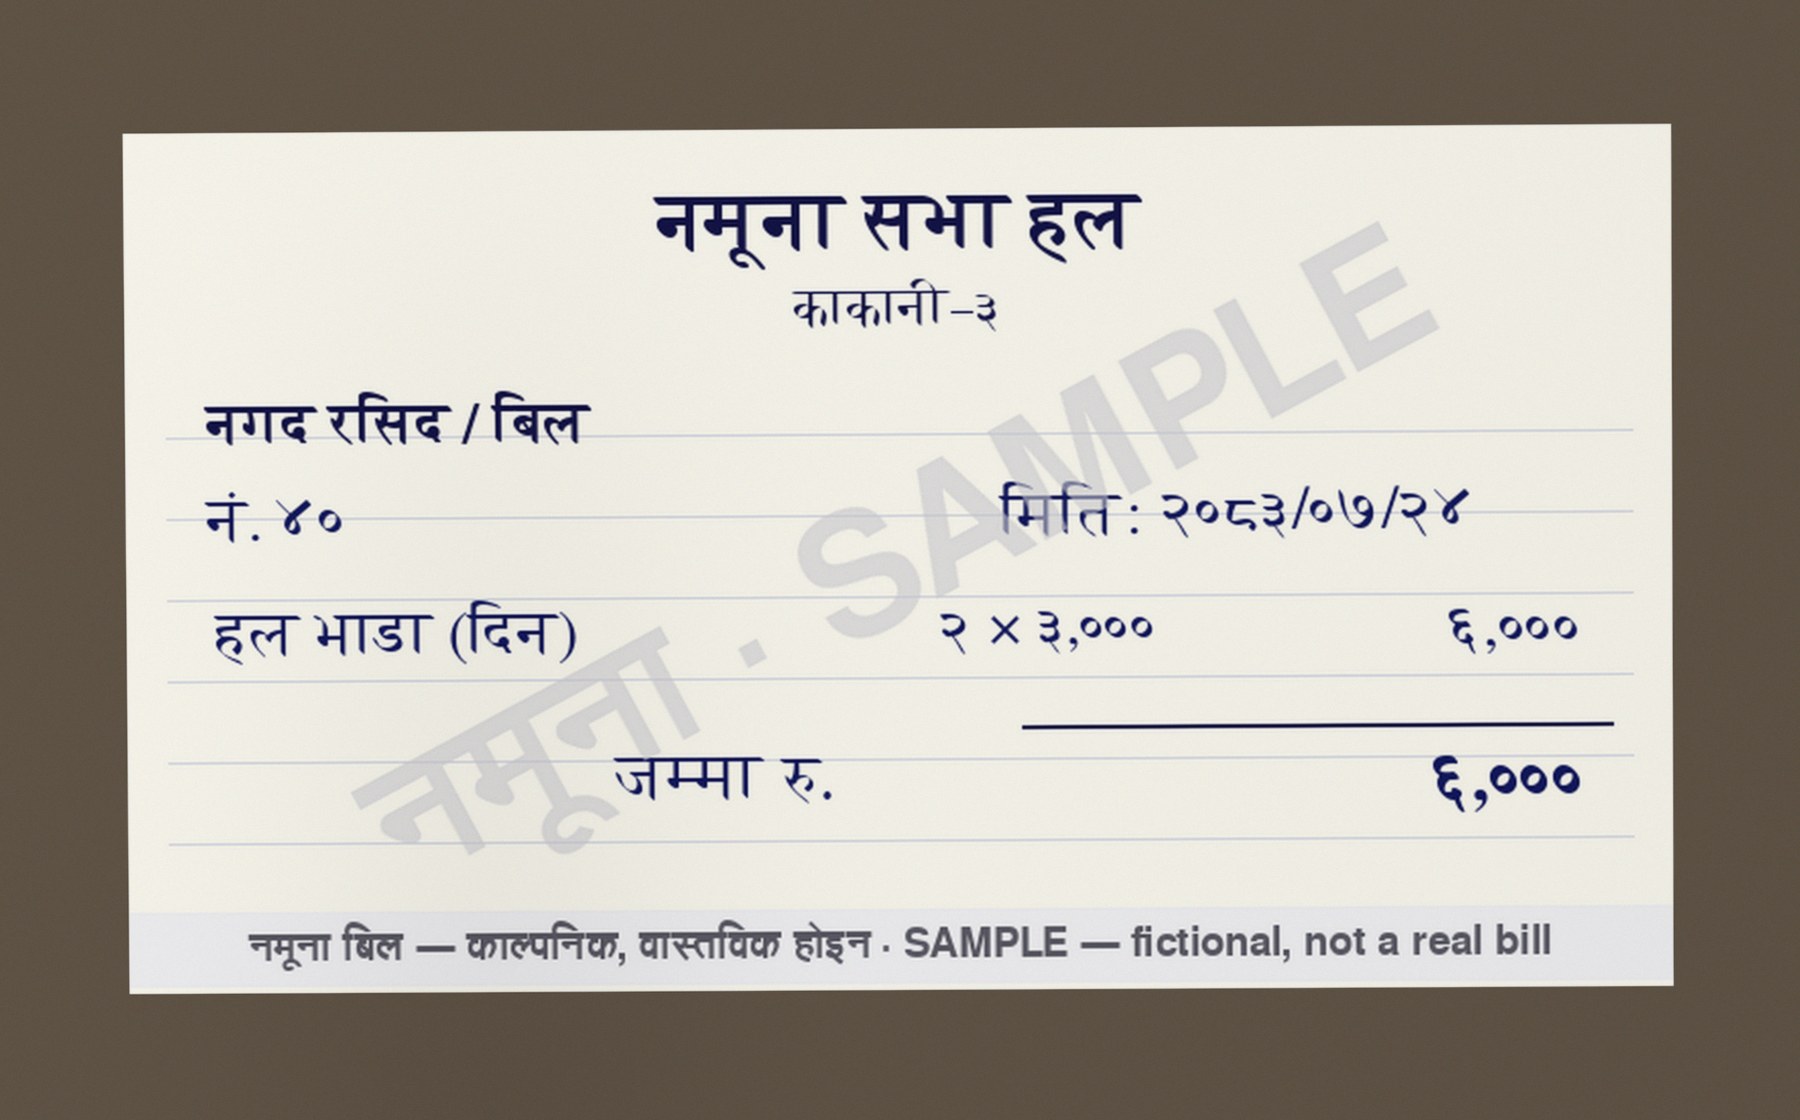 नमूना सभा हल
काकानी–३
नगद रसिद / बिल
नं. ४० मिति : २०८३/०७/२४
हल भाडा (दिन) २ × ३,००० ६,०००
जम्मा रु. ६,०००
नमूना · SAMPLE
नमूना बिल — काल्पनिक, वास्तविक होइन · SAMPLE — fictional, not a real bill